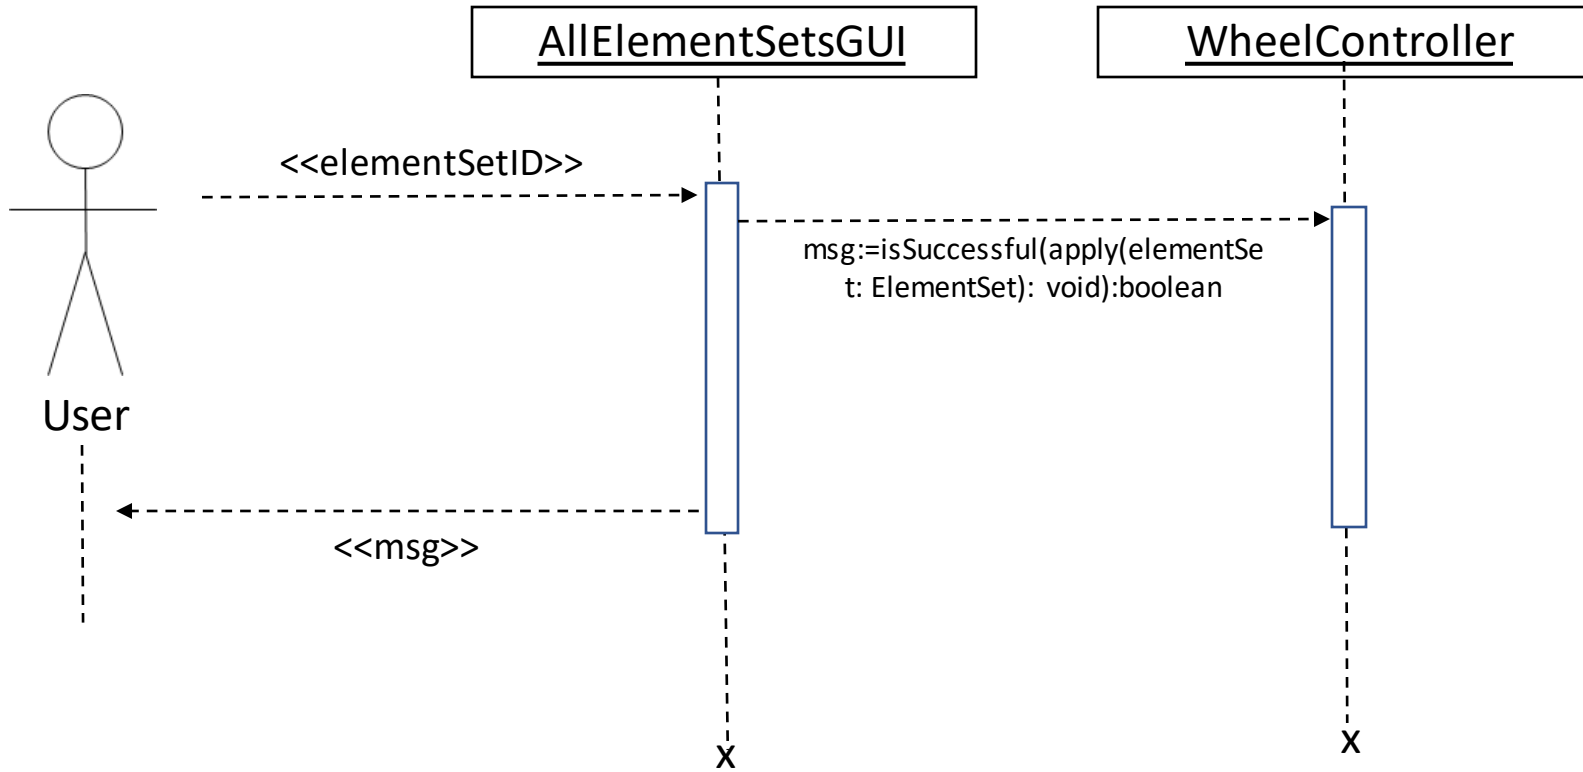 AllElementSetsGUI
WheelController
<<elementSetID>>
msg:=isSuccessful(apply(elementSe
t: ElementSet): void):boolean
User
<<msg>>
x
x